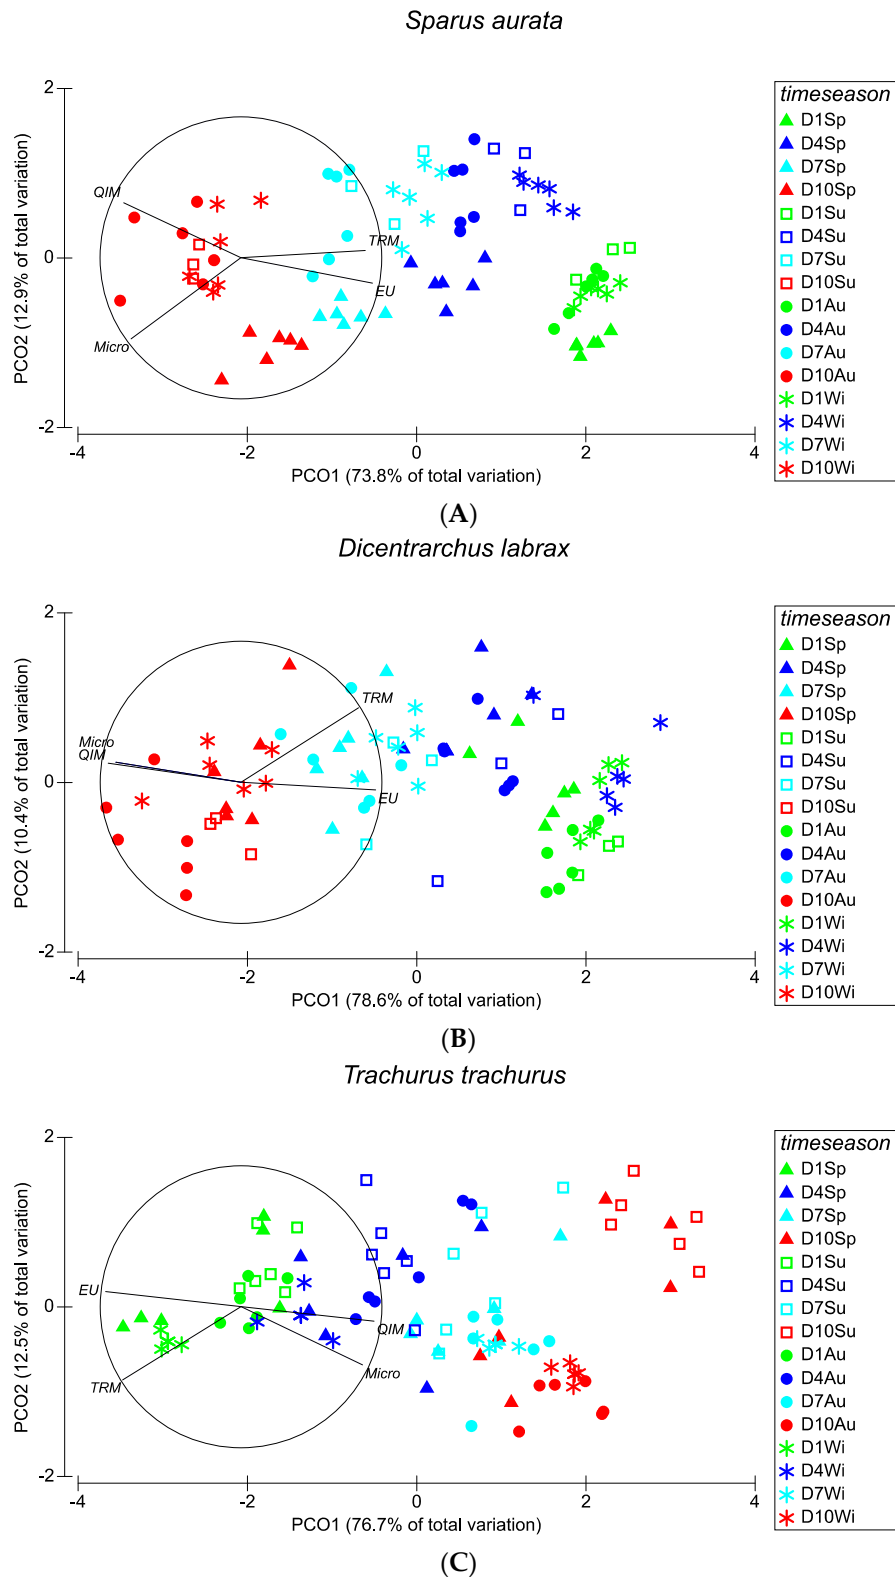 Sparus aurata
2
0
-2
PCO2 (12.9% of total variation)
QIM
Micro
TRM
EU
-4
-2
0
2
4
PCO1 (73.8% of total variation)
timeseason
D1Sp
D4Sp
D7Sp
D10Sp
D1Su
D4Su
D7Su
D10Su
D1Au
D4Au
D7Au
D10Au
D1Wi
D4Wi
D7Wi
D10Wi
(A)
Dicentrarchus labrax
2
0
-2
PCO2 (10.4% of total variation)
Micro
QIM
TRM
EU
-4
-2
0
2
4
PCO1 (78.6% of total variation)
timeseason
D1Sp
D4Sp
D7Sp
D10Sp
D1Su
D4Su
D7Su
D10Su
D1Au
D4Au
D7Au
D10Au
D1Wi
D4Wi
D7Wi
D10Wi
(B)
Trachurus trachurus
2
0
-2
PCO2 (12.5% of total variation)
EU
TRM
QIM
Micro
-4
-2
0
2
4
PCO1 (76.7% of total variation)
timeseason
D1Sp
D4Sp
D7Sp
D10Sp
D1Su
D4Su
D7Su
D10Su
D1Au
D4Au
D7Au
D10Au
D1Wi
D4Wi
D7Wi
D10Wi
(C)